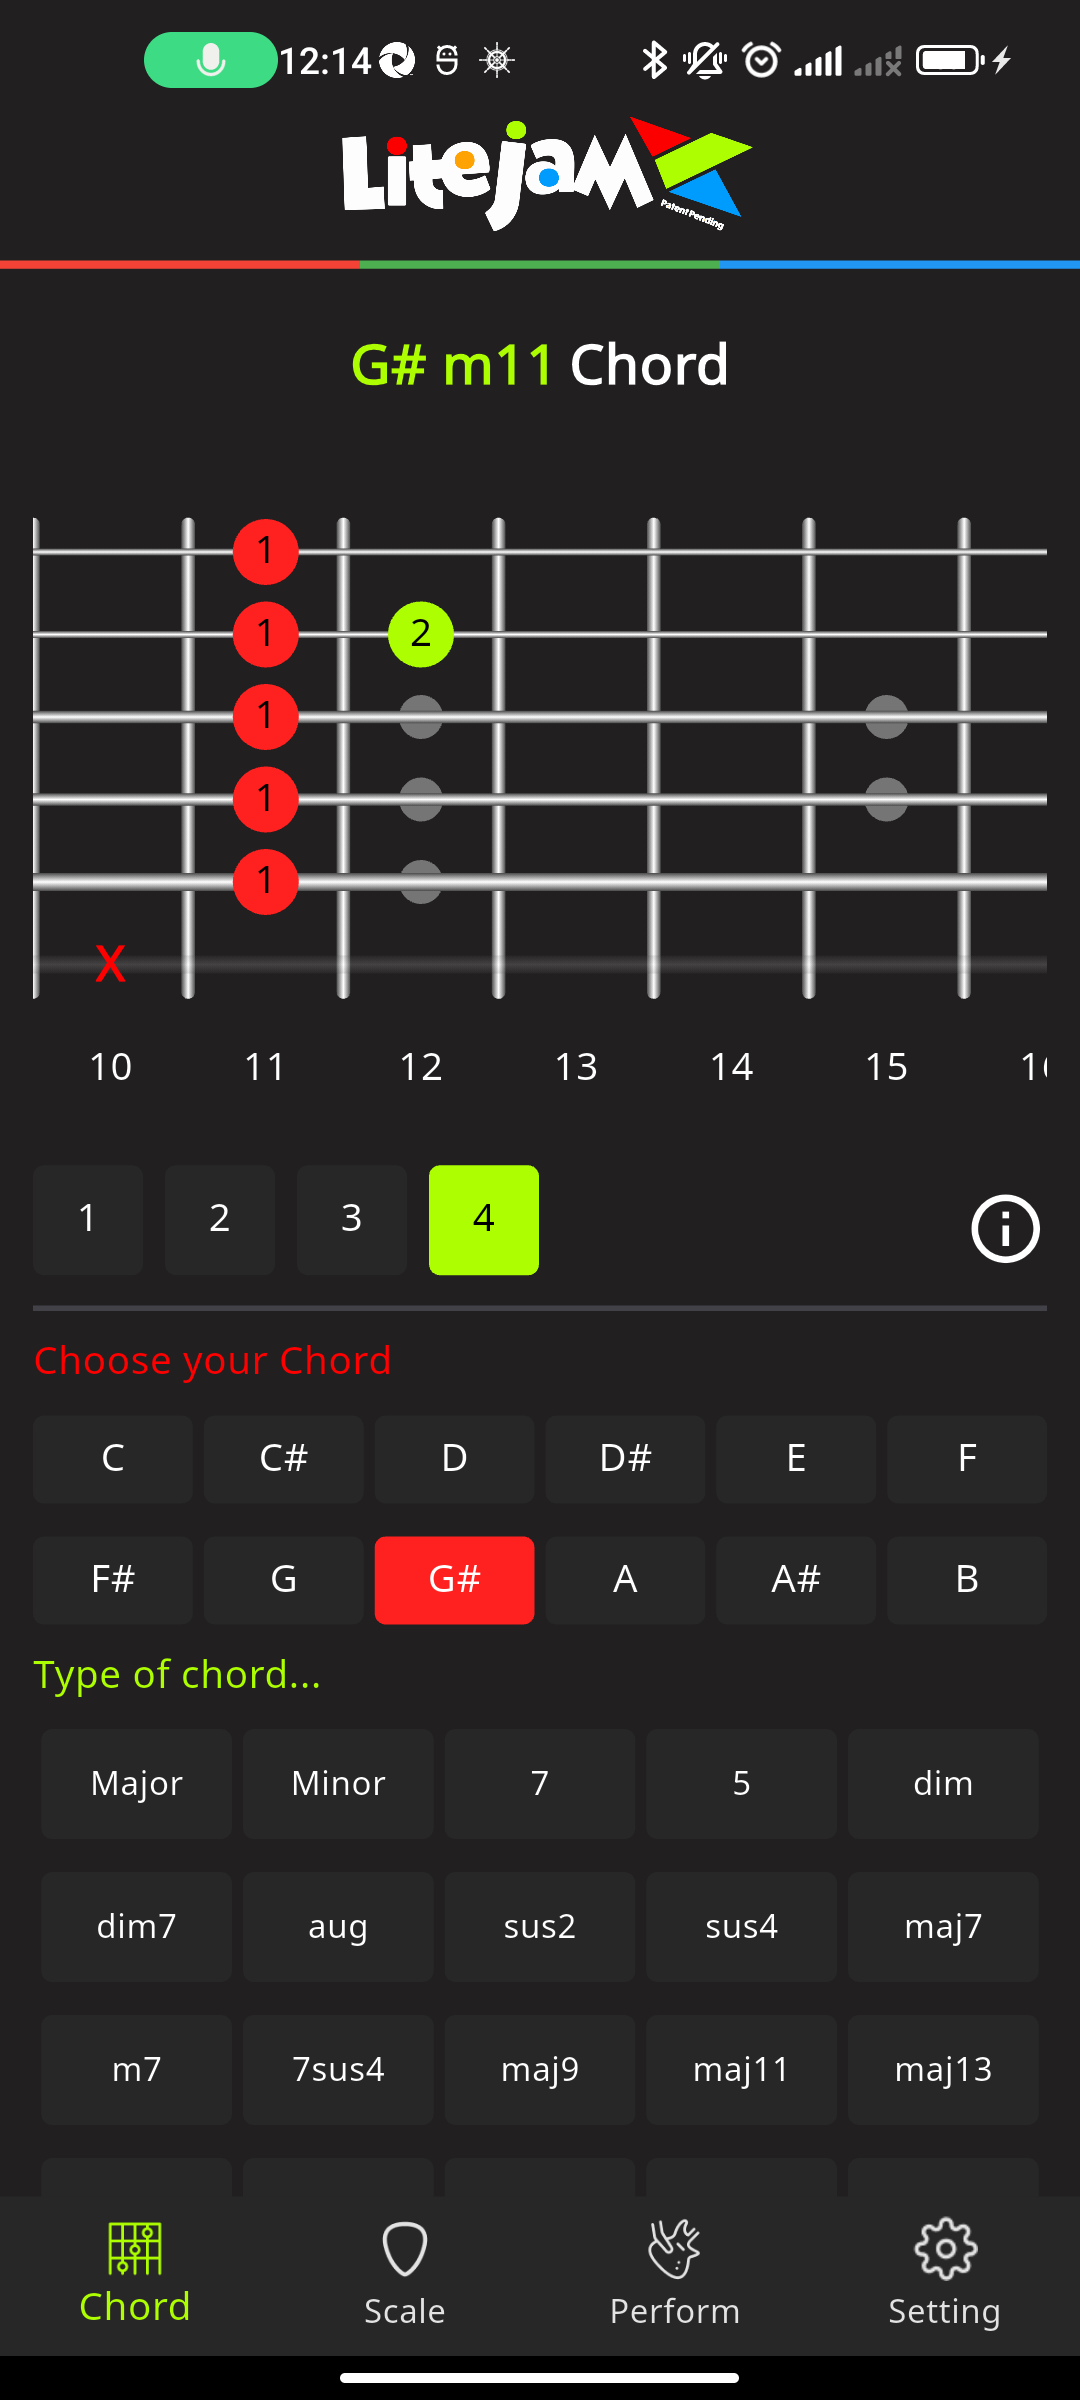 12:14
LiteJam
Patent Pending
G# m11 Chord
1
1 2
1
1
1
X
10 11 12 13 14 15
1 2 3 4
Choose your Chord
C C# D D# E F
F# G G# A A# B
Type of chord...
Major Minor 7 5 dim
dim7 aug sus2 sus4 maj7
m7 7sus4 maj9 maj11 maj13
Chord Scale Perform Setting